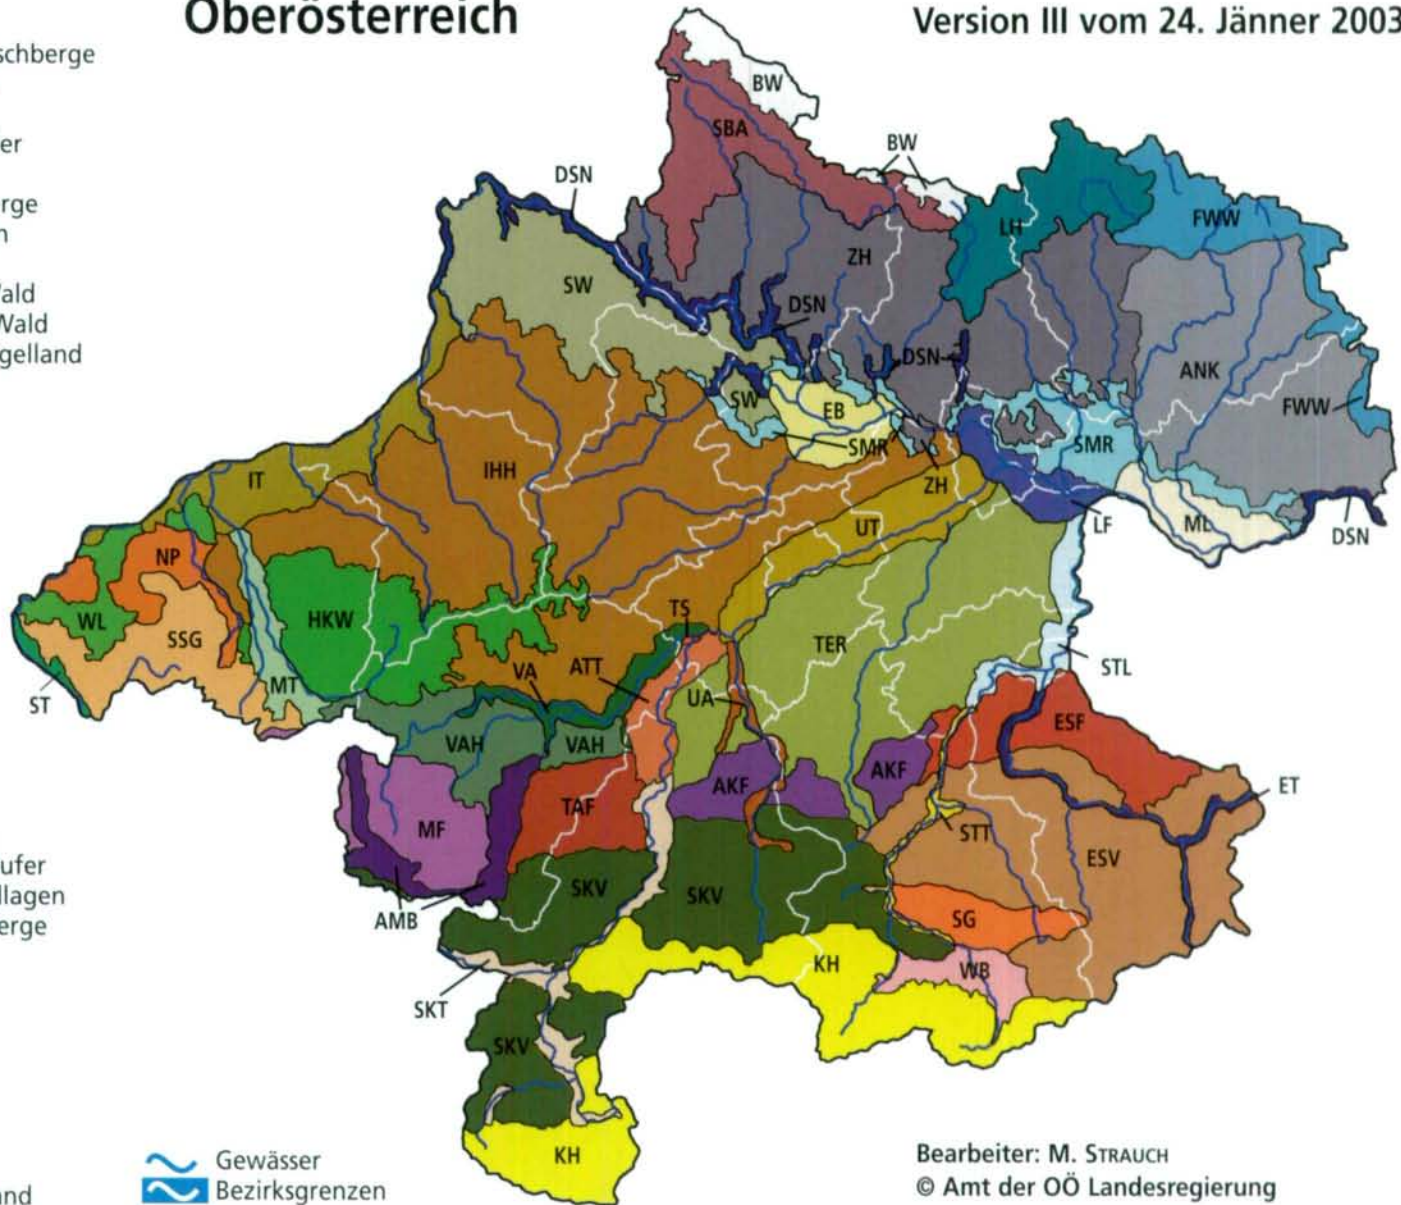 Oberösterreich
Version III vom 24. Jänner 2003
schberge
er
rge
n
Vald
Wald
gelland
ufer
llagen
erge
and
BW
SBA
BW
DSN
LH
FWW
ZH
SW
DSN
DSN
ANK
FWW
SW
EB
SMR
SMR
IHH
IT
ZH
UT
LF
ML
DSN
NP
WL
SSG
HKW
TS
TER
VA
ATT
STL
ST
MT
UA
ESF
VAH
VAH
AKF
AKF
ET
TAF
MF
STT
ESV
SKV
SKV
AMB
SG
KH
WB
SKT
SKV
KH
Gewässer
Bezirksgrenzen
Bearbeiter: M. STRAUCH
© Amt der OÖ Landesregierung